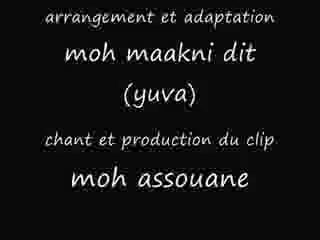 arrangement et adaptation
moh maakni dit
(yuva)
chant et production du clip
moh assouane